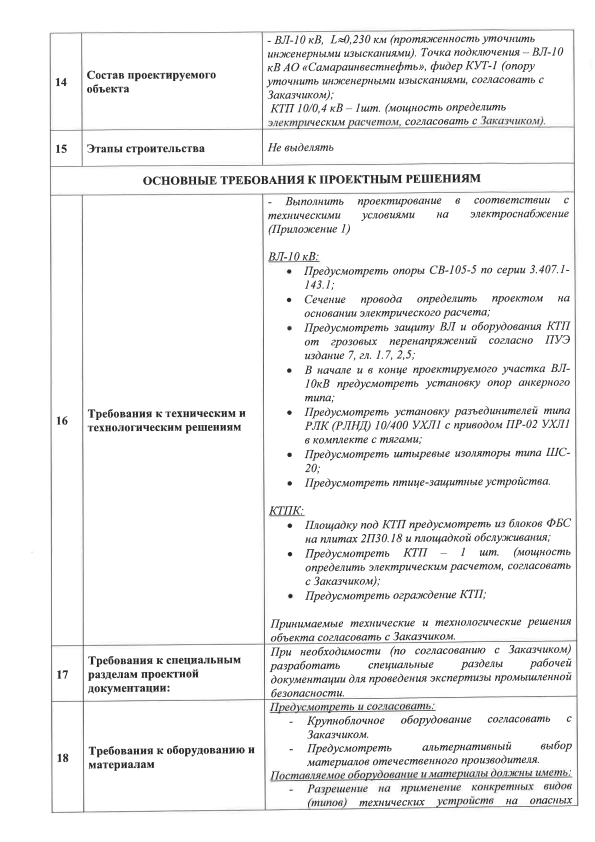 14
Состав проектируемого
объекта
- ВЛ-10 кВ, L≈0,230 км (протяженность уточнить
инженерными изысканиями). Точка подключения – ВЛ-10
кВ АО «Самараинвестнефть», фидер КУТ-1 (опору
уточнить инженерными изысканиями, согласовать с
Заказчиком);
КТП 10/0,4 кВ – 1шт. (мощность определить
электрическим расчетом, согласовать с Заказчиком).
15
Этапы строительства
Не выделять
ОСНОВНЫЕ ТРЕБОВАНИЯ К ПРОЕКТНЫМ РЕШЕНИЯМ
16
Требования к техническим и
технологическим решениям
- Выполнить проектирование в соответствии с
техническими условиями на электроснабжение
(Приложение 1)
ВЛ-10 кВ:
• Предусмотреть опоры СВ-105-5 по серии 3.407.1-
143.1;
• Сечение провода определить проектом на
основании электрического расчета;
• Предусмотреть защиту ВЛ и оборудования КТП
от грозовых перенапряжений согласно ПУЭ
издание 7, гл. 1.7, 2,5;
• В начале и в конце проектируемого участка ВЛ-
10кВ предусмотреть установку опор анкерного
типа;
• Предусмотреть установку разъединителей типа
РЛК (РЛНД) 10/400 УХЛ1 с приводом ПР-02 УХЛ1
в комплекте с тягами;
• Предусмотреть штыревые изоляторы типа ШС-
20;
• Предусмотреть птице-защитные устройства.
КТПК:
• Площадку под КТП предусмотреть из блоков ФБС
на плитах 2П30.18 и площадкой обслуживания;
• Предусмотреть КТП – 1 шт. (мощность
определить электрическим расчетом, согласовать
с Заказчиком);
• Предусмотреть ограждение КТП;
Принимаемые технические и технологические решения
объекта согласовать с Заказчиком.
17
Требования к специальным
разделам проектной
документации:
При необходимости (по согласованию с Заказчиком)
разработать специальные разделы рабочей
документации для проведения экспертизы промышленной
безопасности.
18
Требования к оборудованию и
материалам
Предусмотреть и согласовать:
- Крупноблочное оборудование согласовать с
Заказчиком.
- Предусмотреть альтернативный выбор
материалов отечественного производителя.
Поставляемое оборудование и материалы должны иметь:
- Разрешение на применение конкретных видов
(типов) технических устройств на опасных